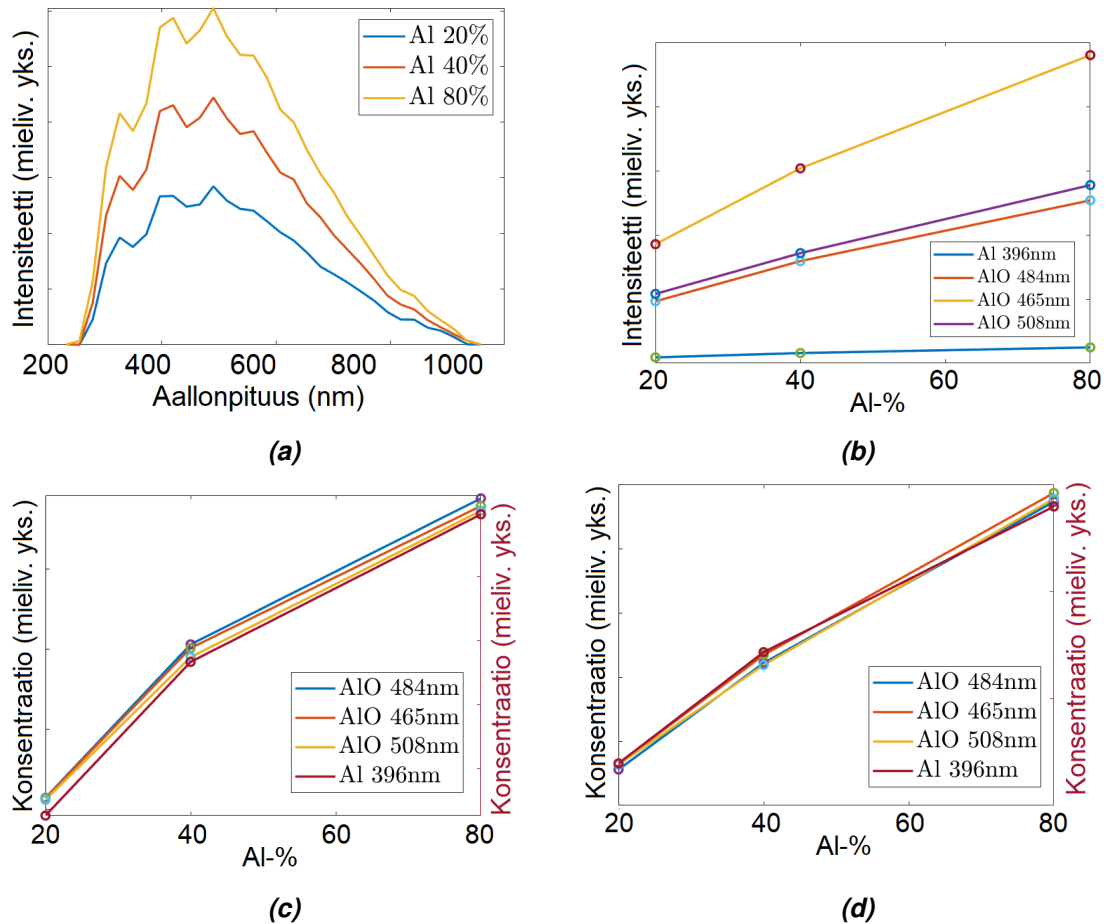 Intensiteetti (mieliv. yks.)
Al 20%
Al 40%
Al 80%
200 400 600 800 1000
Aallonpituus (nm)
(a)
Intensiteetti (mieliv. yks.)
Al 396nm
AlO 484nm
AlO 465nm
AlO 508nm
20 40 60 80
Al-%
(b)
Konsentraatio (mieliv. yks.)
AlO 484nm
AlO 465nm
AlO 508nm
Al 396nm
20 40 60 80
Al-%
Konsentraatio (mieliv. yks.)
(c)
Konsentraatio (mieliv. yks.)
AlO 484nm
AlO 465nm
AlO 508nm
Al 396nm
20 40 60 80
Al-%
Konsentraatio (mieliv. yks.)
(d)